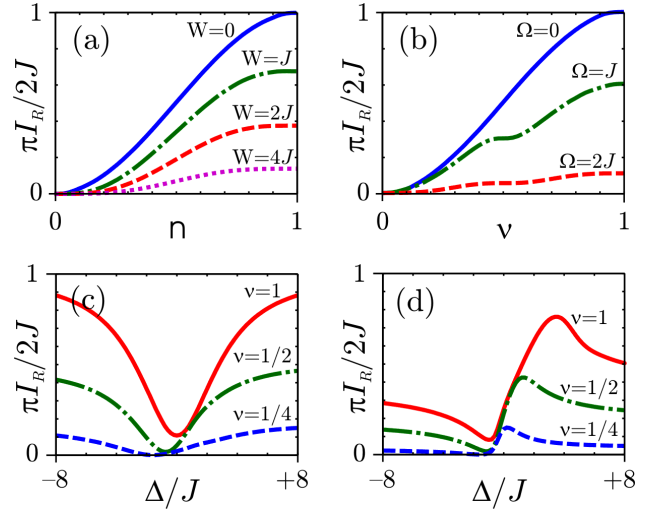 1
(a)
W=0
W=J
W=2J
W=4J
πI_R/2J
0
0
n
1
1
(b)
Ω=0
Ω=J
Ω=2J
πI_R/2J
0
0
ν
1
1
(c)
ν=1
ν=1/2
ν=1/4
πI_R/2J
0
−8
Δ/J
+8
1
(d)
ν=1
ν=1/2
ν=1/4
πI_R/2J
0
−8
Δ/J
+8